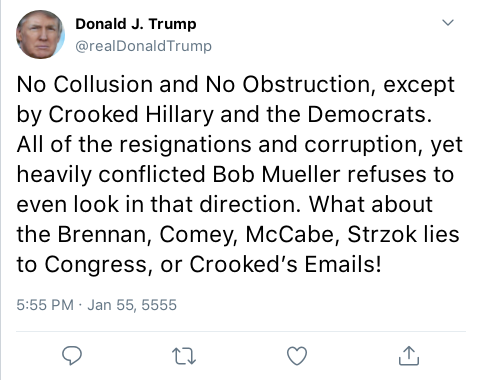 Donald J. Trump
@realDonaldTrump
No Collusion and No Obstruction, except
by Crooked Hillary and the Democrats.
All of the resignations and corruption, yet
heavily conflicted Bob Mueller refuses to
even look in that direction. What about
the Brennan, Comey, McCabe, Strzok lies
to Congress, or Crooked’s Emails!
5:55 PM · Jan 55, 5555